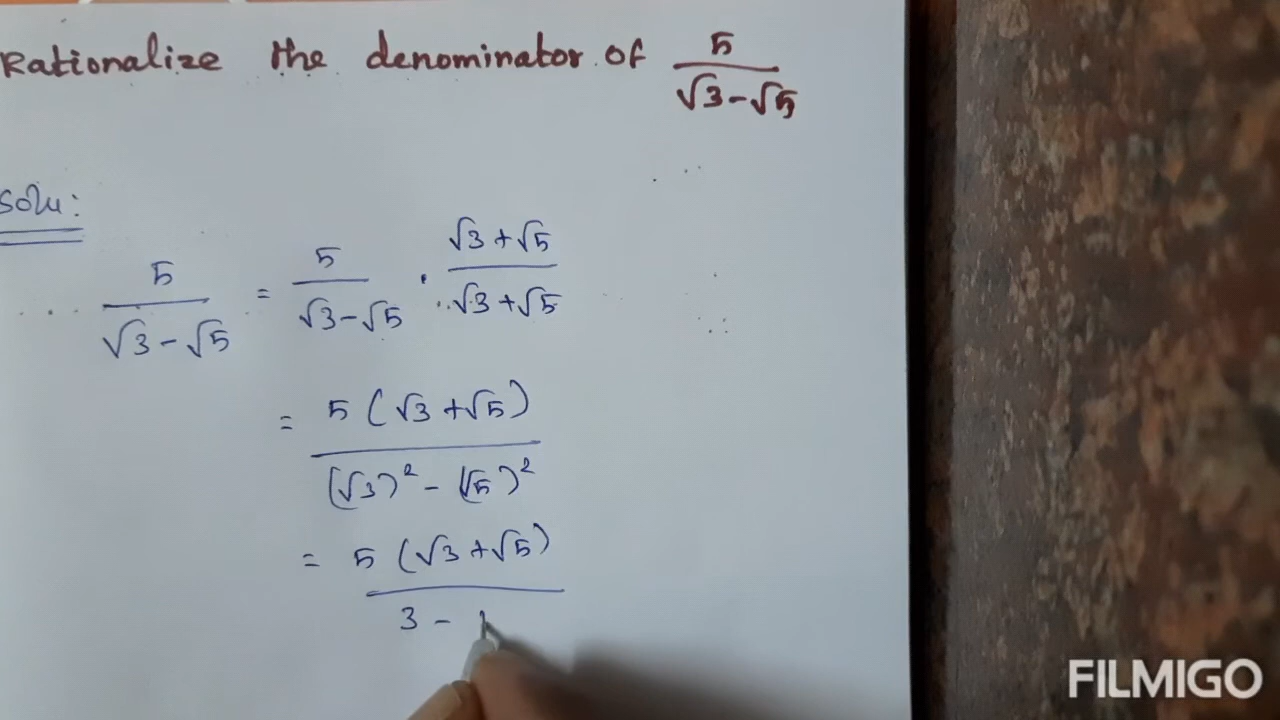 Rationalize the denominator of 5/(√3-√5)
Solu:
5/(√3-√5) = 5/(√3-√5) · (√3+√5)/(√3+√5)
= 5(√3+√5)/((√3)²-(√5)²)
= 5(√3+√5)/(3-
FILMIGO